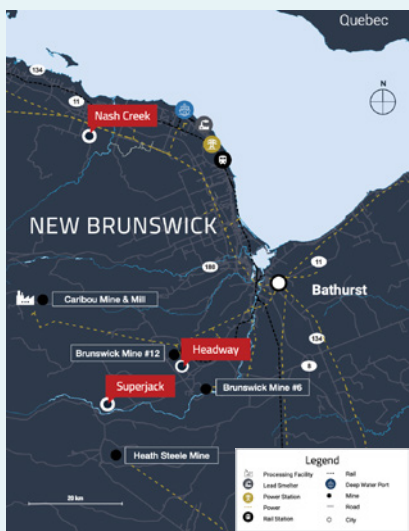 Quebec
134
11
Nash Creek
NEW BRUNSWICK
180
11
Bathurst
Caribou Mine & Mill
134
8
Brunswick Mine #12
Headway
Superjack
Brunswick Mine #6
Heath Steele Mine
20 km
Legend
Processing Facility
Lead Smelter
Power Station
Power
Rail Station
Rail
Deep Water Port
Mine
Road
City